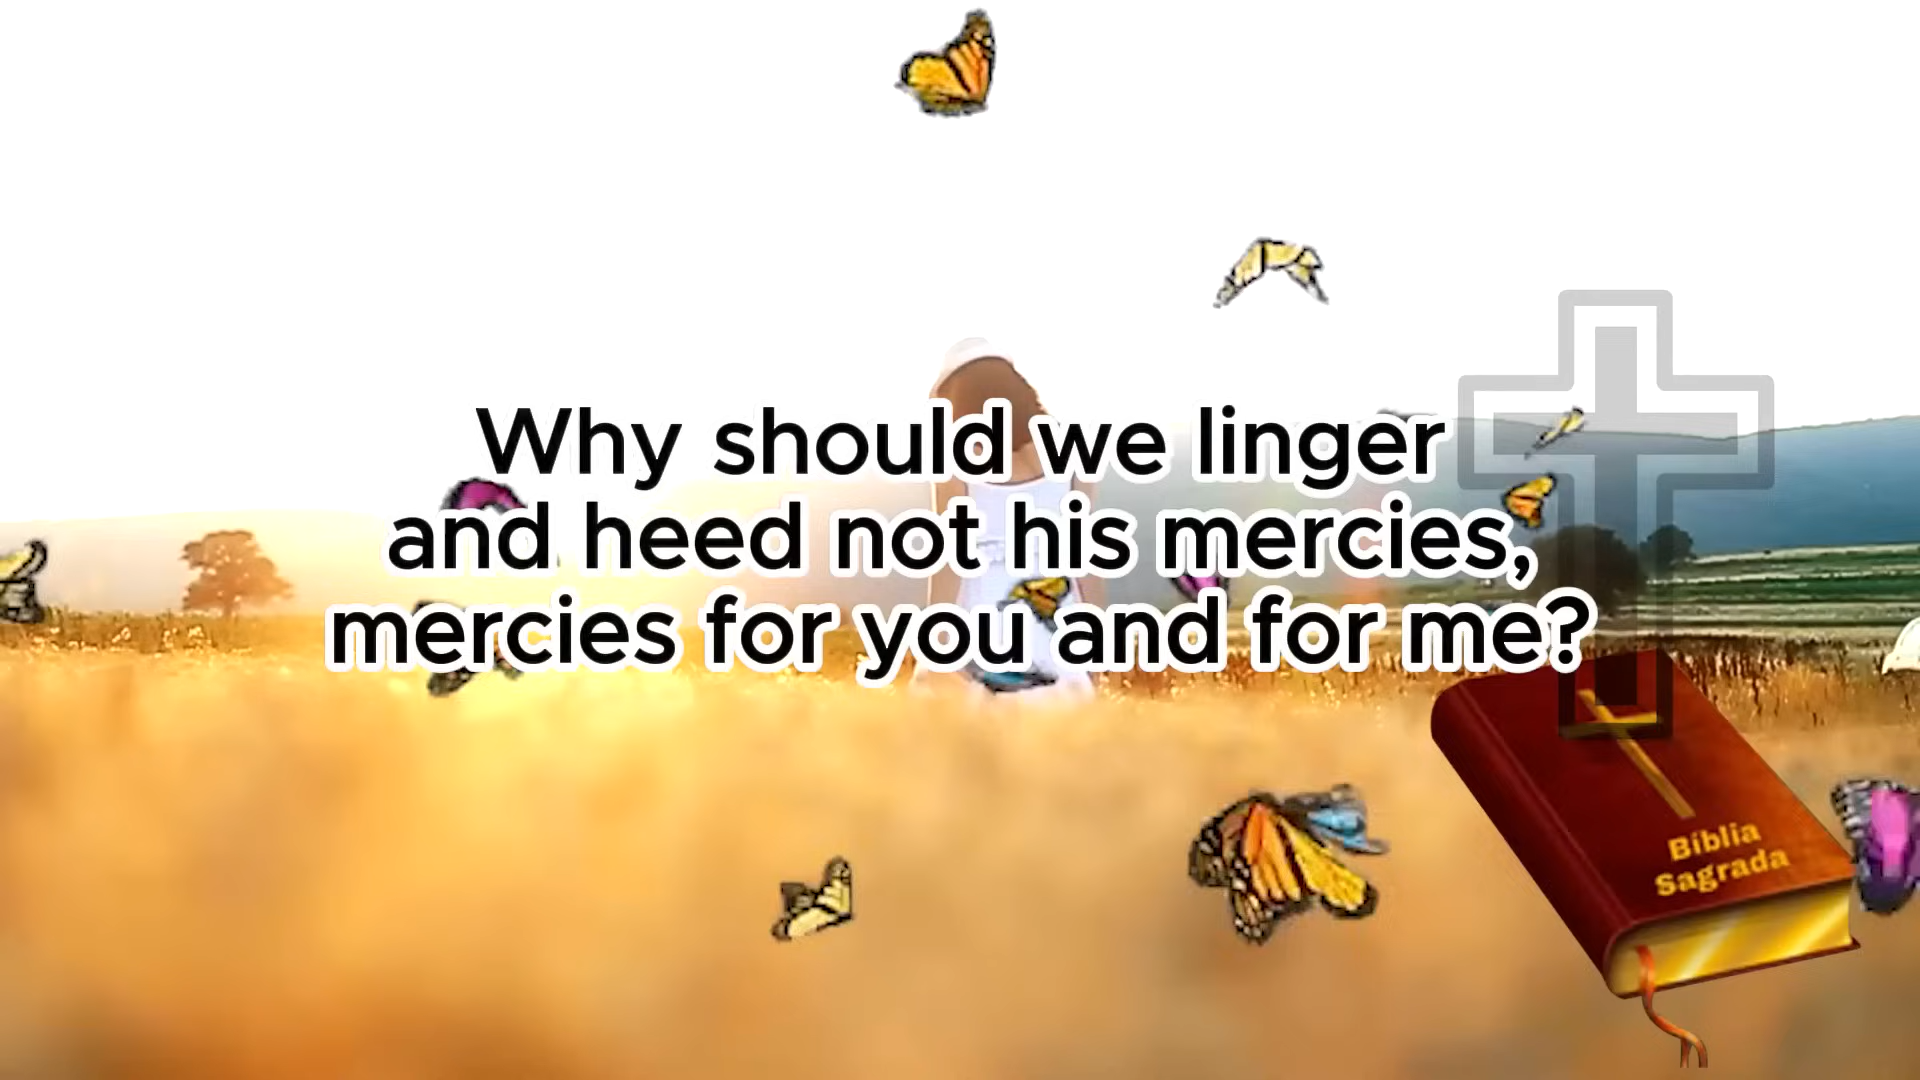 Why should we linger
and heed not his mercies,
mercies for you and for me?
Bíblia
Sagrada